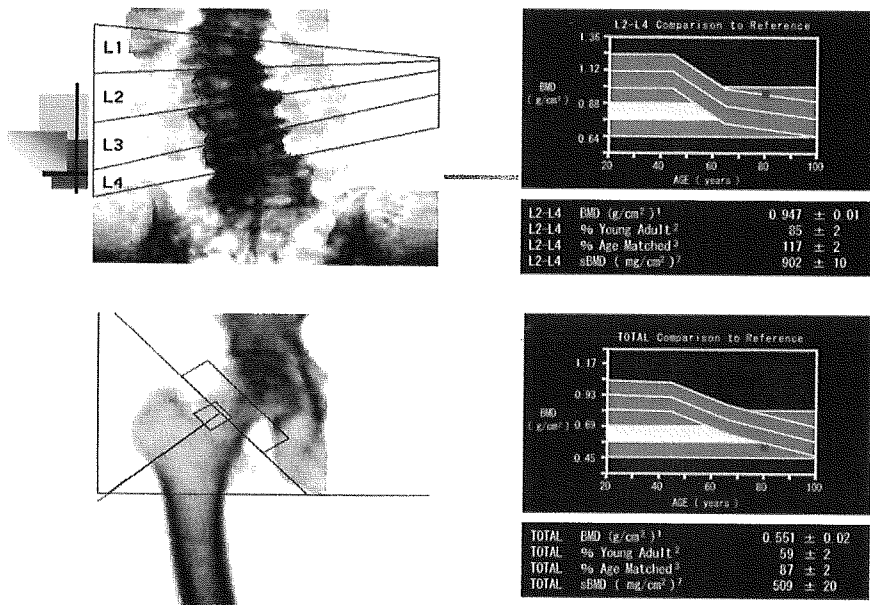 L1
L2
L3
L4
L2-L4 Comparison to Reference
1.36
1.12
0.88
0.64
BMD
( g/cm² )
20 40 60 80 100
AGE ( years )
L2-L4 BMD (g/cm²)¹ 0.947 ± 0.01
L2-L4 % Young Adult² 85 ± 2
L2-L4 % Age Matched³ 117 ± 2
L2-L4 sBMD ( mg/cm² )⁷ 902 ± 10
TOTAL Comparison to Reference
1.17
0.93
0.69
0.45
BMD
( g/cm² )
20 40 60 80 100
AGE ( years )
TOTAL BMD (g/cm²)¹ 0.551 ± 0.02
TOTAL % Young Adult² 59 ± 2
TOTAL % Age Matched³ 87 ± 2
TOTAL sBMD ( mg/cm² )⁷ 509 ± 20